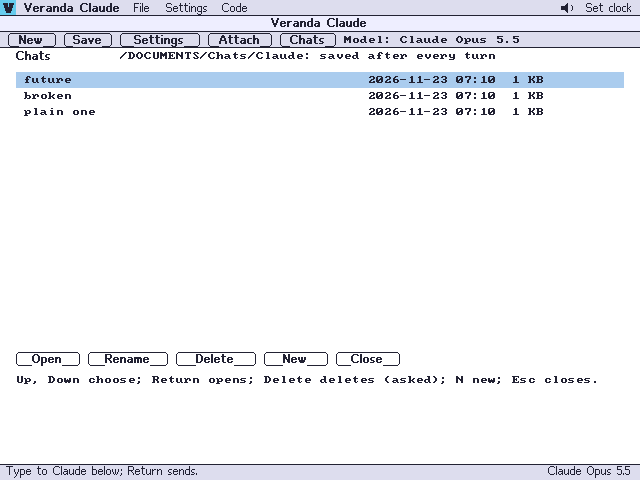 V Veranda Claude File Settings Code Set clock
Veranda Claude
New Save Settings Attach Chats Model: Claude Opus 5.5
Chats /DOCUMENTS/Chats/Claude: saved after every turn
future 2026-11-23 07:10 1 KB
broken 2026-11-23 07:10 1 KB
plain one 2026-11-23 07:10 1 KB
Open Rename Delete New Close
Up, Down choose; Return opens; Delete deletes (asked); N new; Esc closes.
Type to Claude below; Return sends. Claude Opus 5.5